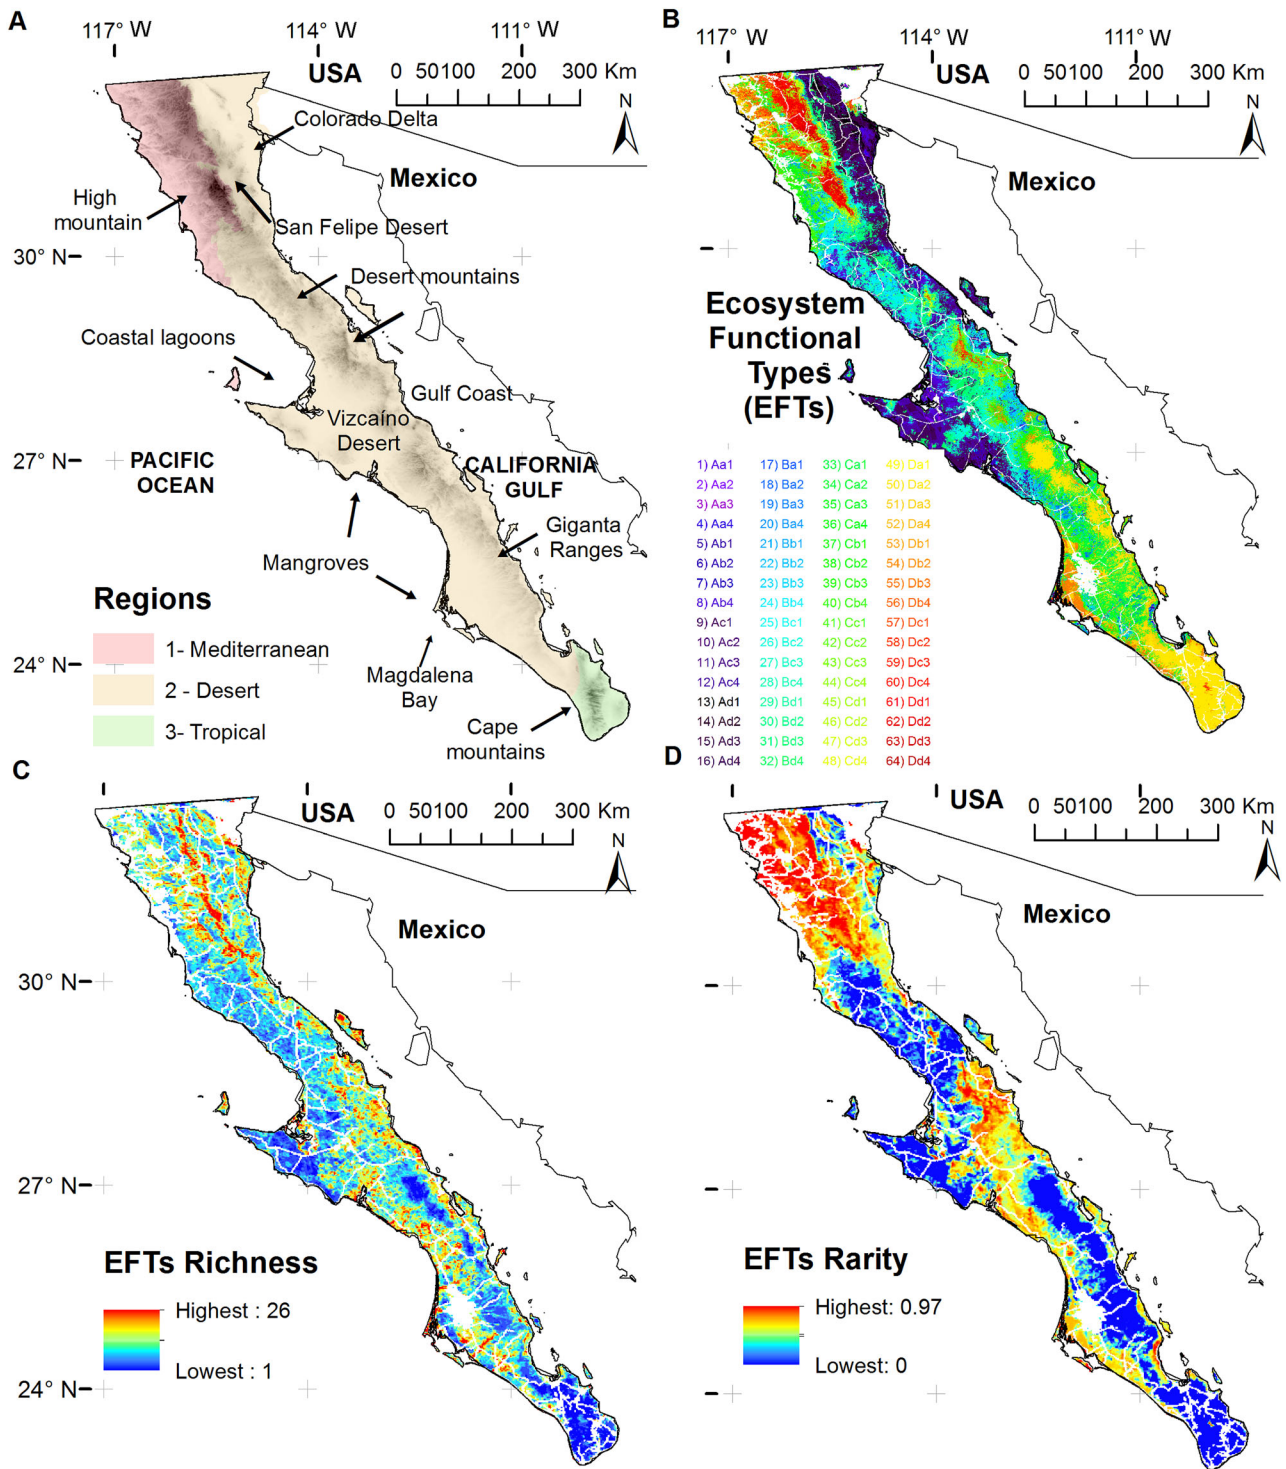 A
117° W
114° W
111° W
USA
0 50100 200 300 Km
N
Colorado Delta
Mexico
High
mountain
San Felipe Desert
30° N
Desert mountains
Coastal lagoons
Gulf Coast
Vizcaíno
Desert
27° N
PACIFIC
OCEAN
CALIFORNIA
GULF
Giganta
Ranges
Mangroves
Regions
1- Mediterranean
2 - Desert
3- Tropical
24° N
Magdalena
Bay
Cape
mountains
B
117° W
114° W
111° W
USA
0 50100 200 300 Km
N
Mexico
Ecosystem
Functional
Types
(EFTs)
1) Aa1 17) Ba1 33) Ca1 49) Da1
2) Aa2 18) Ba2 34) Ca2 50) Da2
3) Aa3 19) Ba3 35) Ca3 51) Da3
4) Aa4 20) Ba4 36) Ca4 52) Da4
5) Ab1 21) Bb1 37) Cb1 53) Db1
6) Ab2 22) Bb2 38) Cb2 54) Db2
7) Ab3 23) Bb3 39) Cb3 55) Db3
8) Ab4 24) Bb4 40) Cb4 56) Db4
9) Ac1 25) Bc1 41) Cc1 57) Dc1
10) Ac2 26) Bc2 42) Cc2 58) Dc2
11) Ac3 27) Bc3 43) Cc3 59) Dc3
12) Ac4 28) Bc4 44) Cc4 60) Dc4
13) Ad1 29) Bd1 45) Cd1 61) Dd1
14) Ad2 30) Bd2 46) Cd2 62) Dd2
15) Ad3 31) Bd3 47) Cd3 63) Dd3
16) Ad4 32) Bd4 48) Cd4 64) Dd4
C
USA
0 50100 200 300 Km
N
Mexico
30° N
27° N
EFTs Richness
Highest : 26
Lowest : 1
24° N
D
USA
0 50100 200 300 Km
N
Mexico
EFTs Rarity
Highest: 0.97
Lowest: 0